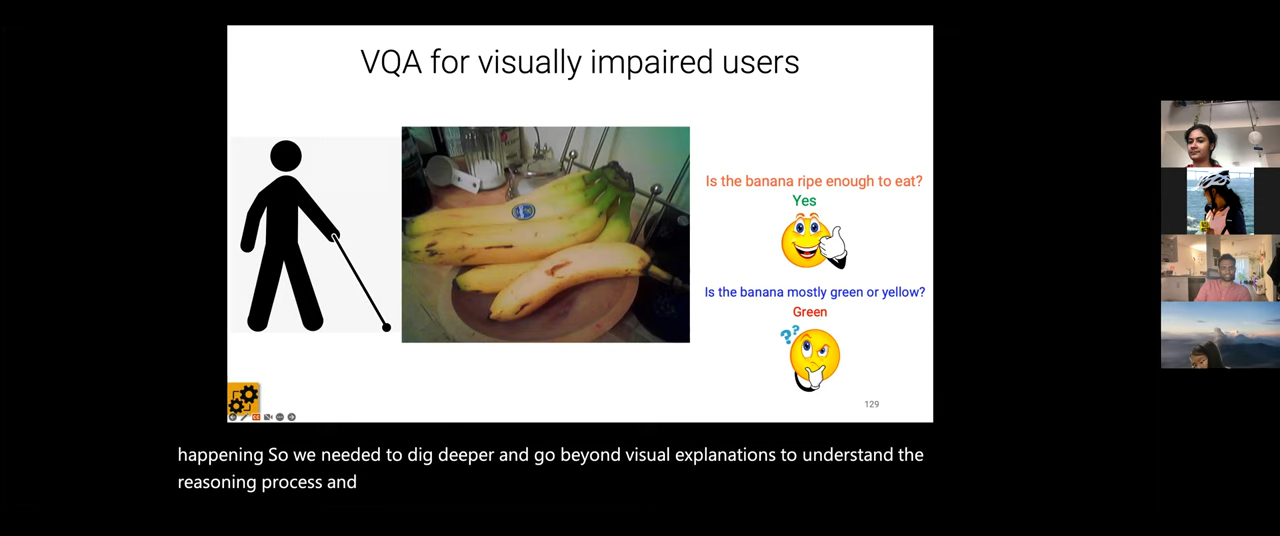 VQA for visually impaired users
Is the banana ripe enough to eat?
Yes
Is the banana mostly green or yellow?
Green
??
129
happening So we needed to dig deeper and go beyond visual explanations to understand the
reasoning process and